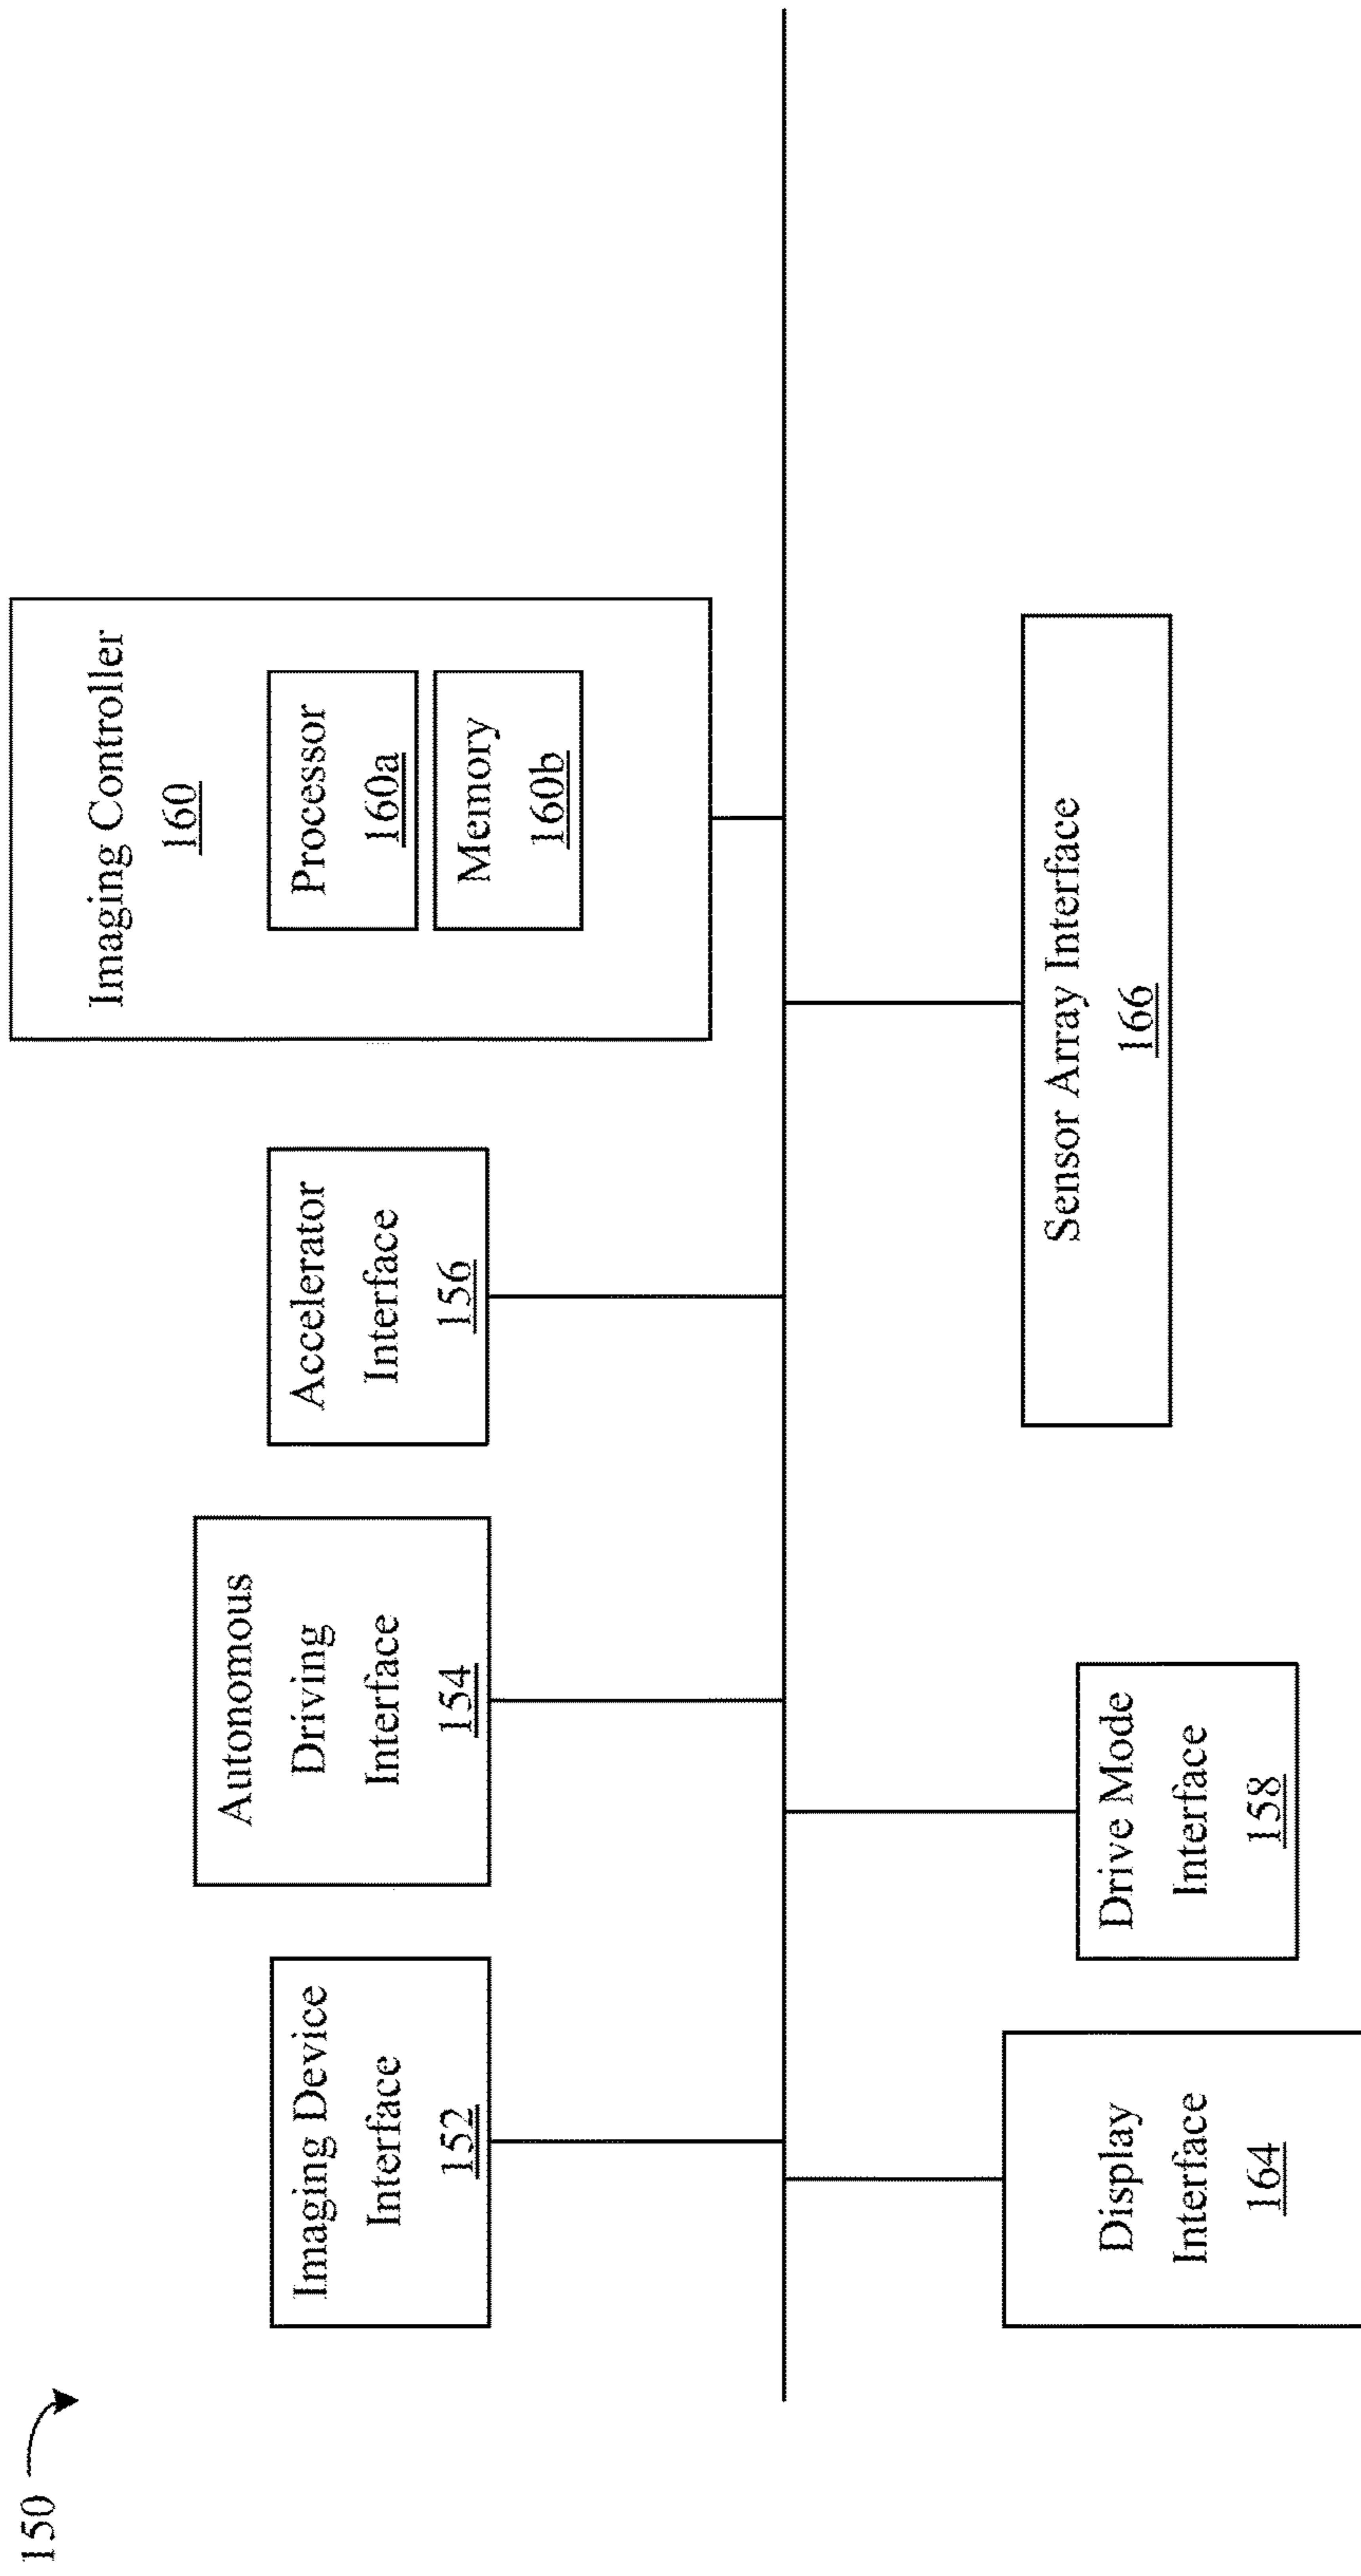 150
Imaging Device
Interface
152
Autonomous
Driving
Interface
154
Accelerator
Interface
156
Imaging Controller
160
Processor
160a
Memory
160b
Display
Interface
164
Drive Mode
Interface
158
Sensor Array Interface
166